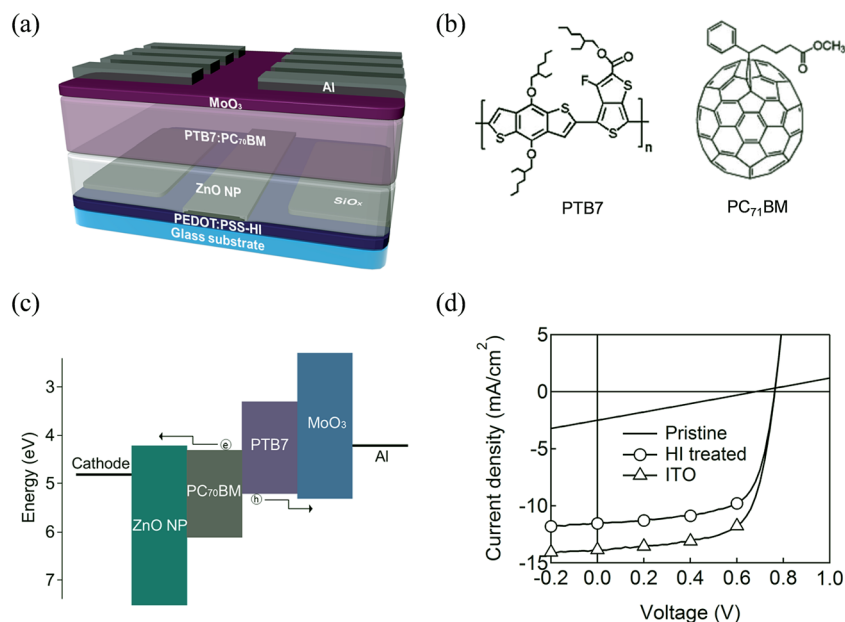 (a)
Al
MoO₃
PTB7:PC₇₀BM
ZnO NP
SiOₓ
PEDOT:PSS-HI
Glass substrate
(b)
O
O
F
O
S
S
S
S
O
n
PTB7
O
OCH₃
PC₇₁BM
(c)
Energy (eV)
3
4
5
6
7
Cathode
ZnO NP
e
PC₇₀BM
PTB7
h
MoO₃
Al
(d)
Current density (mA/cm²)
5
0
-5
-10
-15
Pristine
HI treated
ITO
-0.2
0.0
0.2
0.4
0.6
0.8
1.0
Voltage (V)